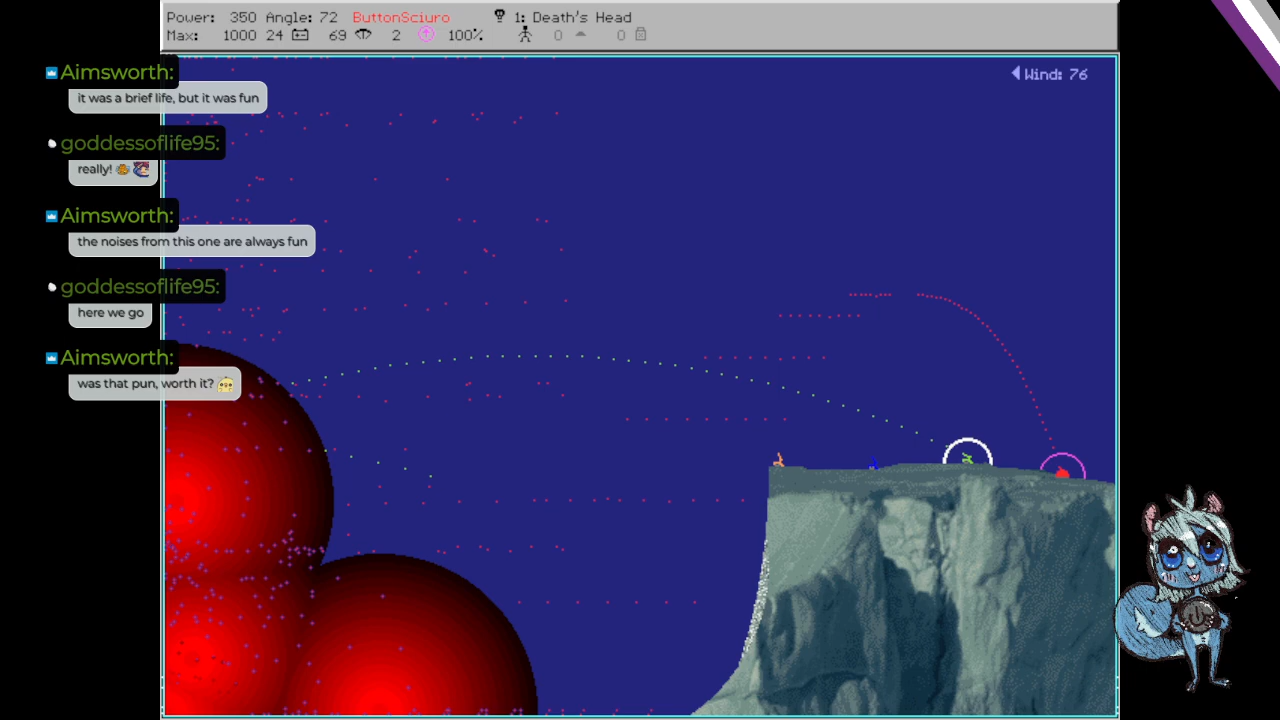 Power: 350 Angle: 72 ButtonSciuro 1: Death's Head
Max: 1000 24 69 2 100% 0 0
Wind: 76
Aimsworth:
it was a brief life, but it was fun
goddessoflife95:
really!
Aimsworth:
the noises from this one are always fun
goddessoflife95:
here we go
Aimsworth:
was that pun, worth it?